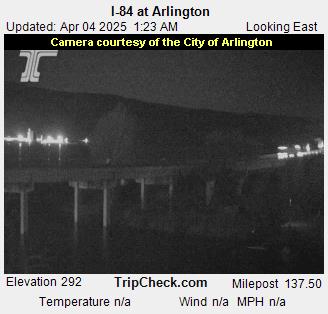 I-84 at Arlington
Updated: Apr 04 2025 1:23 AM Looking East
Camera courtesy of the City of Arlington
Elevation 292 TripCheck.com Milepost 137.50
Temperature n/a Wind n/a MPH n/a